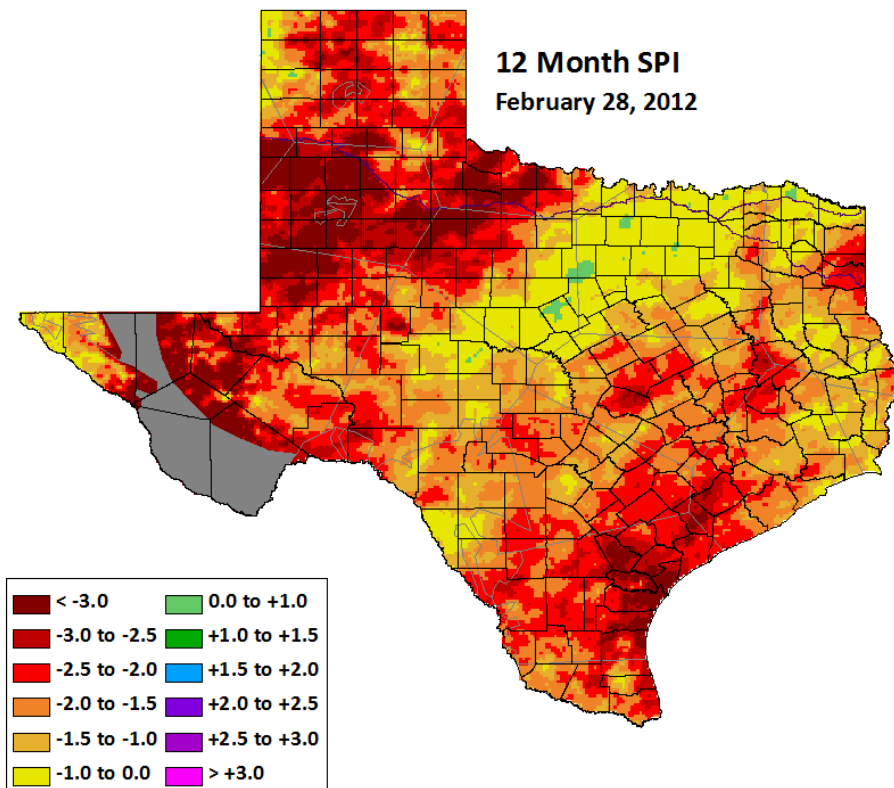 12 Month SPI
February 28, 2012
< -3.0
0.0 to +1.0
-3.0 to -2.5
+1.0 to +1.5
-2.5 to -2.0
+1.5 to +2.0
-2.0 to -1.5
+2.0 to +2.5
-1.5 to -1.0
+2.5 to +3.0
-1.0 to 0.0
> +3.0